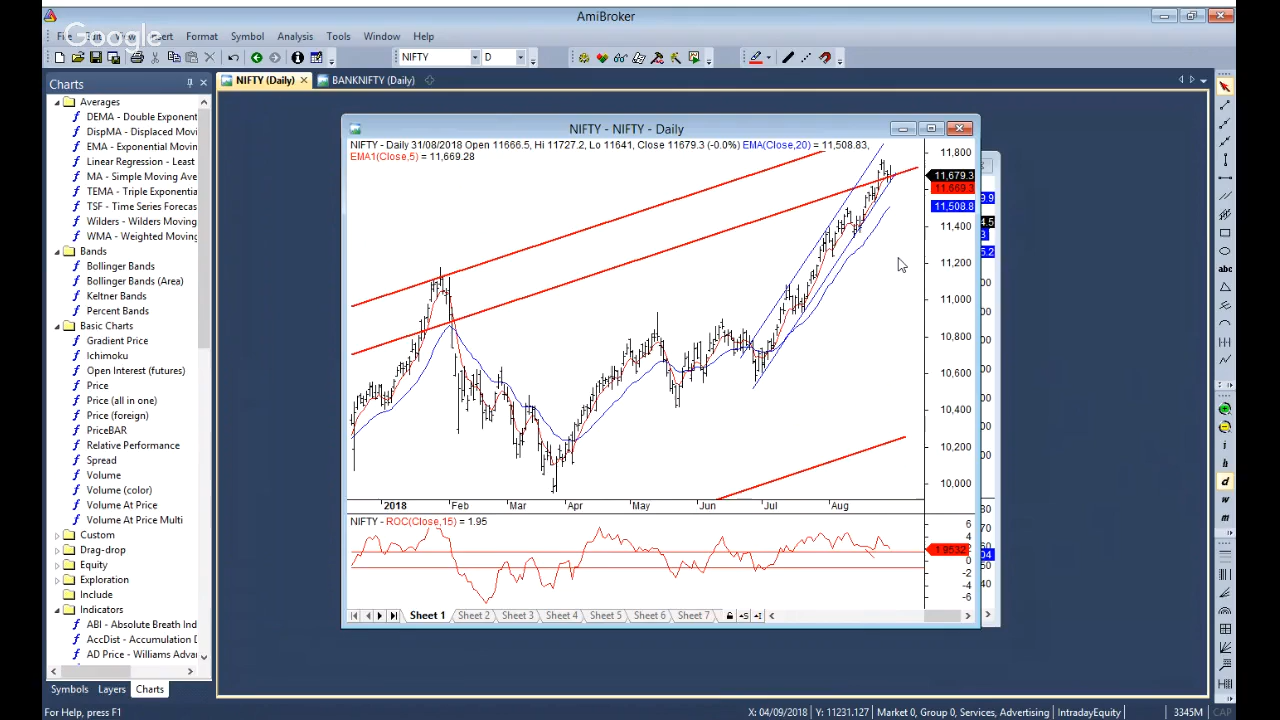 AmiBroker
Google
File Edit View Insert Format Symbol Analysis Tools Window Help
NIFTY D
Charts
NIFTY (Daily) BANKNIFTY (Daily)
Averages
DEMA - Double Exponent
DispMA - Displaced Movi
EMA - Exponential Movin
Linear Regression - Least
MA - Simple Moving Aver
TEMA - Triple Exponentia
TSF - Time Series Forecas
Wilders - Wilders Moving
WMA - Weighted Moving
Bands
Bollinger Bands
Bollinger Bands (Area)
Keltner Bands
Percent Bands
Basic Charts
Gradient Price
Ichimoku
Open Interest (futures)
Price
Price (all in one)
Price (foreign)
PriceBAR
Relative Performance
Spread
Volume
Volume (color)
Volume At Price
Volume At Price Multi
Custom
Drag-drop
Equity
Exploration
Include
Indicators
ABI - Absolute Breath Ind
AccDist - Accumulation D
AD Price - Williams Advar
Symbols Layers Charts
NIFTY - NIFTY - Daily
NIFTY - Daily 31/08/2018 Open 11666.5, Hi 11727.2, Lo 11641, Close 11679.3 (-0.0%) EMA(Close,20) = 11,508.83,
EMA1(Close,5) = 11,669.28
11,800
11,679.3
11,669.3
11,508.8
11,400
11,200
11,000
10,800
10,600
10,400
10,200
10,000
2018 Feb Mar Apr May Jun Jul Aug
NIFTY - ROC(Close,15) = 1.95
6
4
1.9532
0
-2
-4
-6
Sheet 1 Sheet 2 Sheet 3 Sheet 4 Sheet 5 Sheet 6 Sheet 7
abc
i
h
d
w
m
For Help, press F1
X: 04/09/2018 Y: 11231.127 Market 0, Group 0, Services, Advertising IntradayEquity 3345M CAP